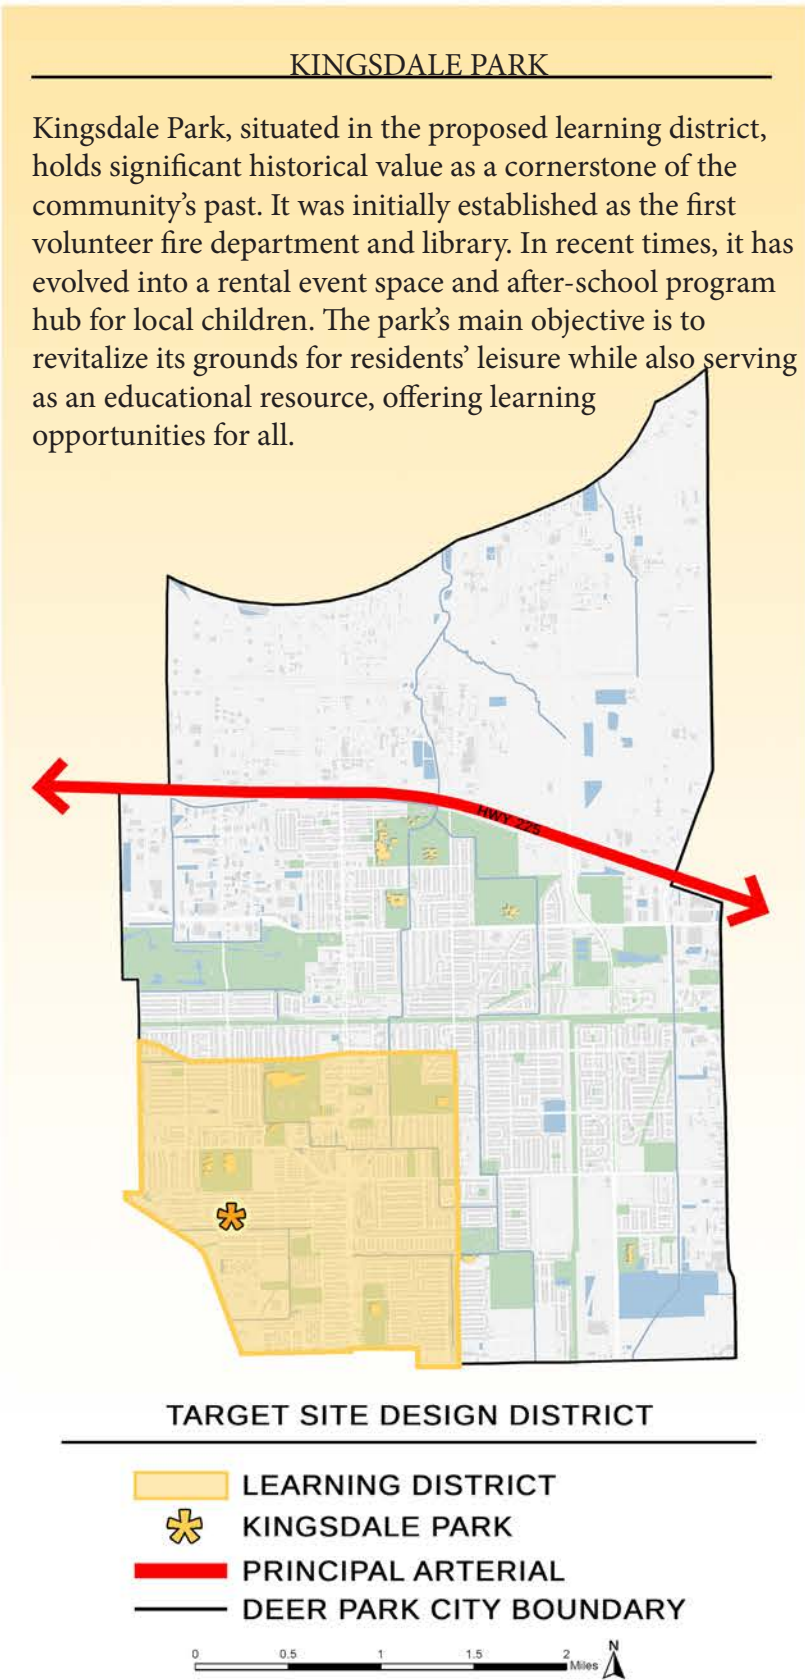 KINGSDALE PARK
Kingsdale Park, situated in the proposed learning district,
holds significant historical value as a cornerstone of the
community's past. It was initially established as the first
volunteer fire department and library. In recent times, it has
evolved into a rental event space and after-school program
hub for local children. The park's main objective is to
revitalize its grounds for residents' leisure while also serving
as an educational resource, offering learning
opportunities for all.
HWY 225
TARGET SITE DESIGN DISTRICT
LEARNING DISTRICT
KINGSDALE PARK
PRINCIPAL ARTERIAL
DEER PARK CITY BOUNDARY
0 0.5 1 1.5 2 Miles N